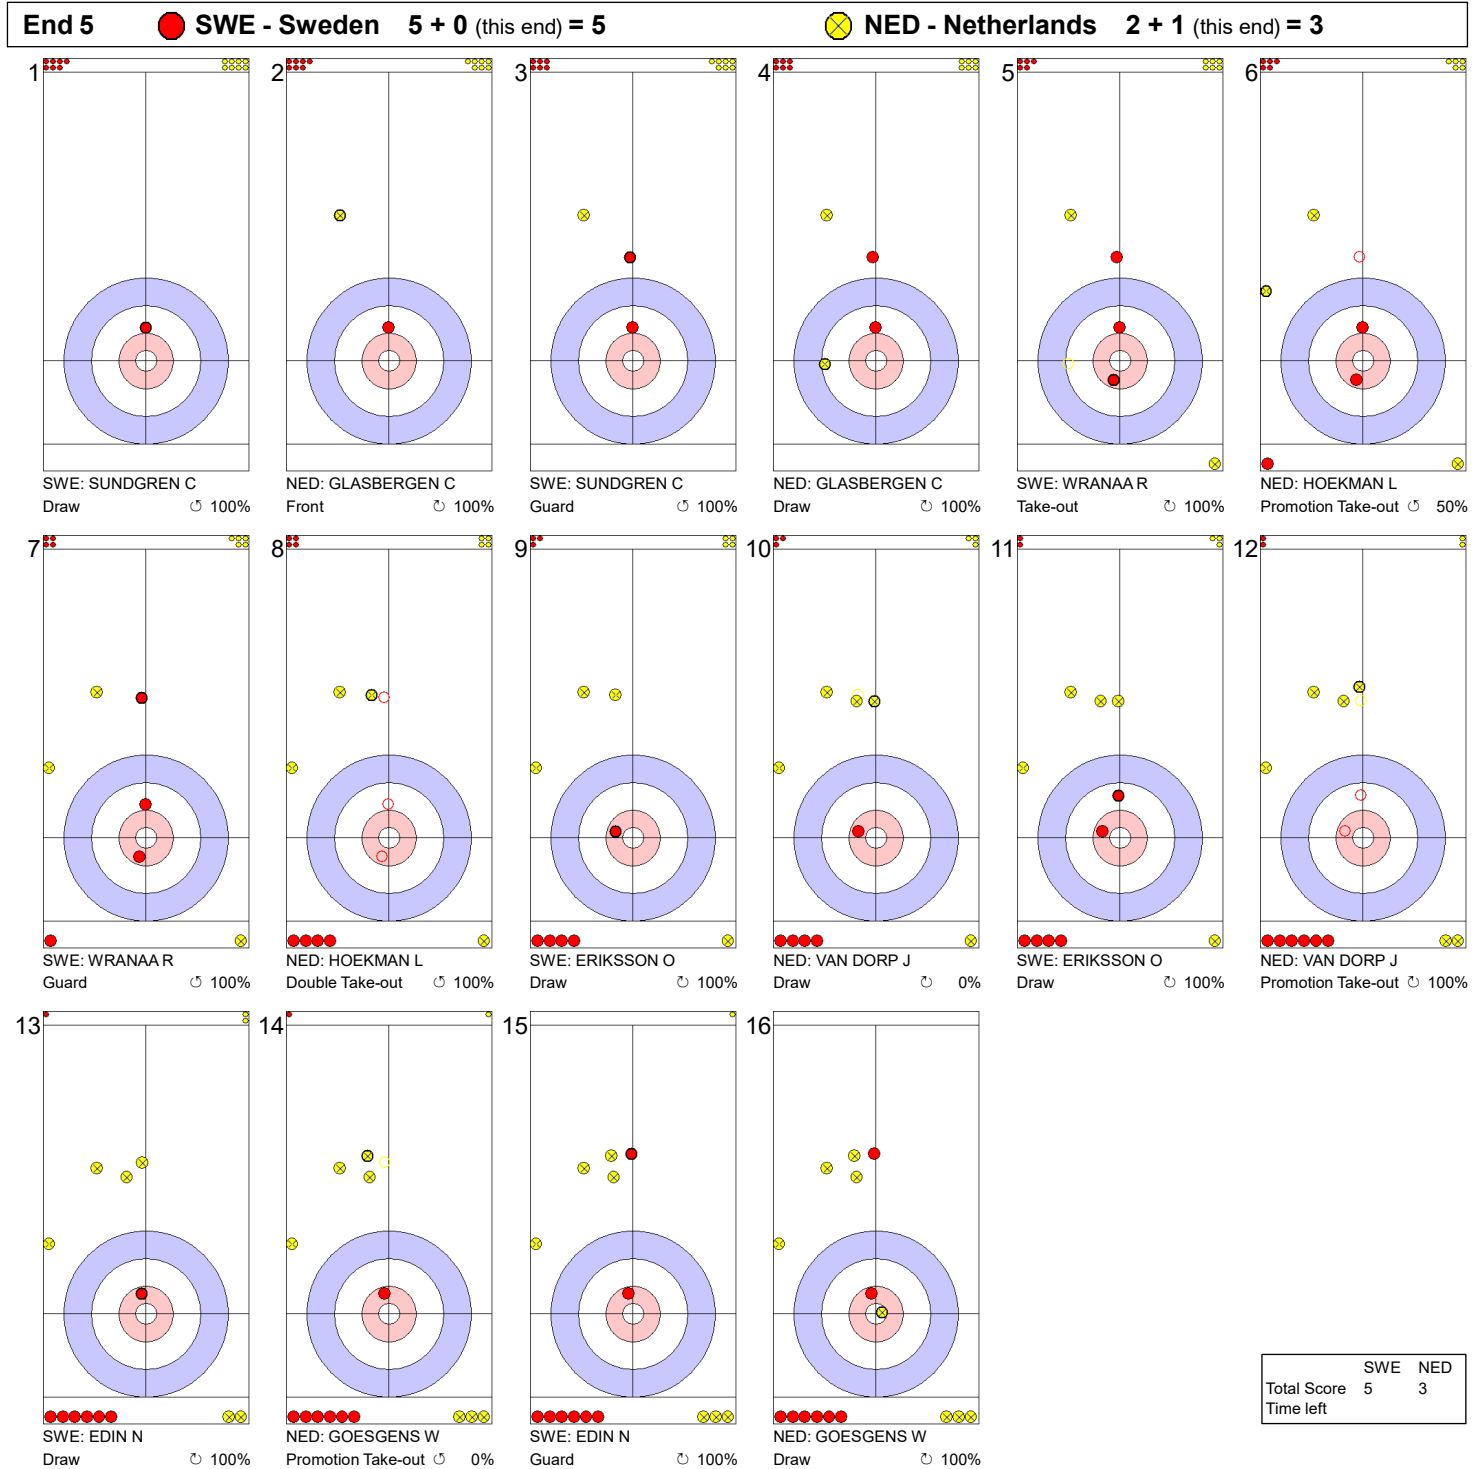 End 5 SWE - Sweden 5 + 0 (this end) = 5 NED - Netherlands 2 + 1 (this end) = 3
1 2 3 4 5 6
SWE: SUNDGREN C NED: GLASBERGEN C SWE: SUNDGREN C NED: GLASBERGEN C SWE: WRANAA R NED: HOEKMAN L
Draw ↺ 100% Front ↻ 100% Guard ↺ 100% Draw ↻ 100% Take-out ↻ 100% Promotion Take-out ↺ 50%
7 8 9 10 11 12
SWE: WRANAA R NED: HOEKMAN L SWE: ERIKSSON O NED: VAN DORP J SWE: ERIKSSON O NED: VAN DORP J
Guard ↺ 100% Double Take-out ↺ 100% Draw ↺ 100% Draw ↻ 0% Draw ↺ 100% Promotion Take-out ↻ 100%
13 14 15 16
SWE: EDIN N NED: GOESGENS W SWE: EDIN N NED: GOESGENS W
Draw ↻ 100% Promotion Take-out ↺ 0% Guard ↻ 100% Draw ↻ 100%
SWE NED
Total Score 5 3
Time left